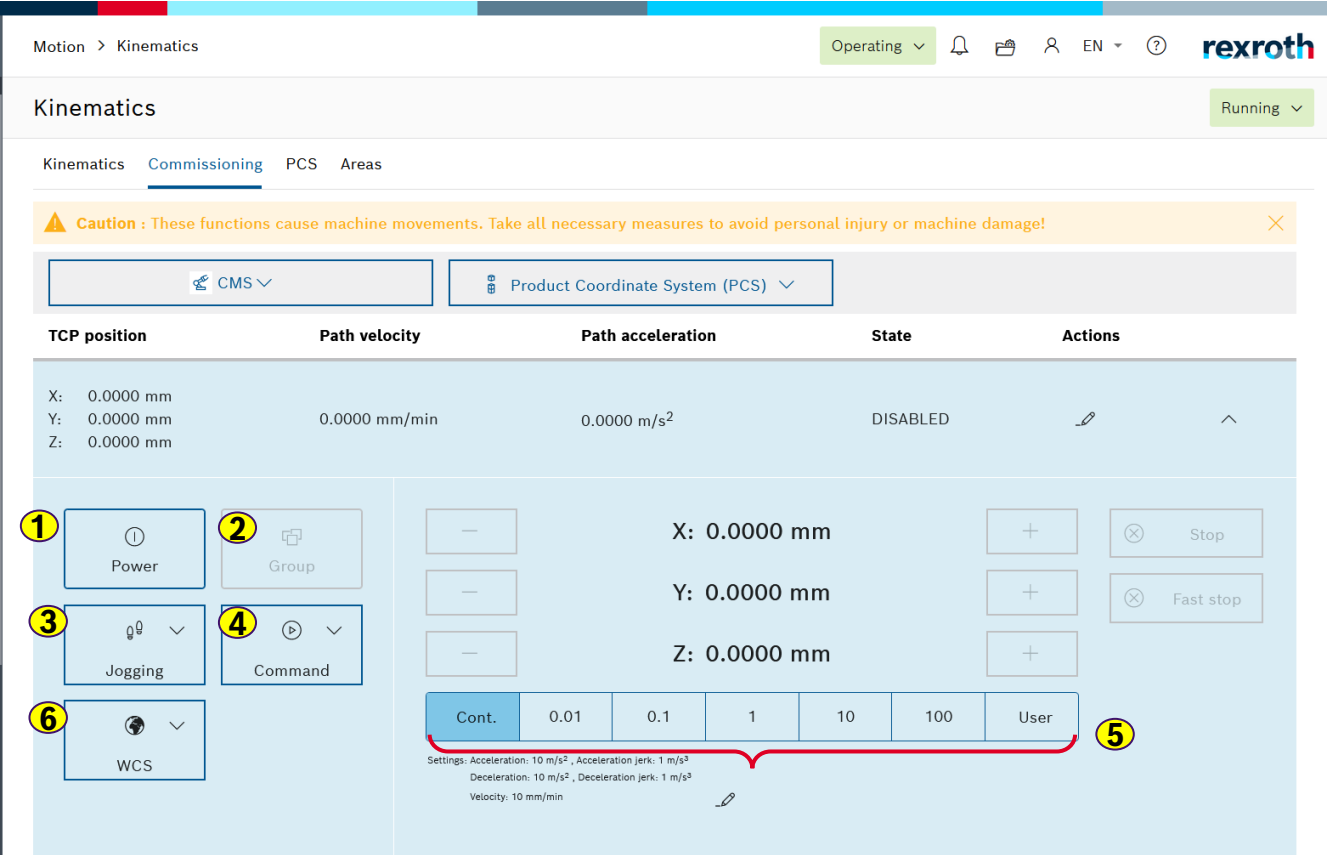 Motion > Kinematics
Operating
EN
rexroth
Kinematics
Running
Kinematics Commissioning PCS Areas
Caution : These functions cause machine movements. Take all necessary measures to avoid personal injury or machine damage!
CMS
Product Coordinate System (PCS)
TCP position Path velocity Path acceleration State Actions
X: 0.0000 mm
Y: 0.0000 mm
Z: 0.0000 mm
0.0000 mm/min
0.0000 m/s²
DISABLED
1
Power
2
Group
3
Jogging
4
Command
6
WCS
− X: 0.0000 mm +
− Y: 0.0000 mm +
− Z: 0.0000 mm +
Stop
Fast stop
Cont. 0.01 0.1 1 10 100 User
5
Settings: Acceleration: 10 m/s² , Acceleration jerk: 1 m/s³
Deceleration: 10 m/s² , Deceleration jerk: 1 m/s³
Velocity: 10 mm/min